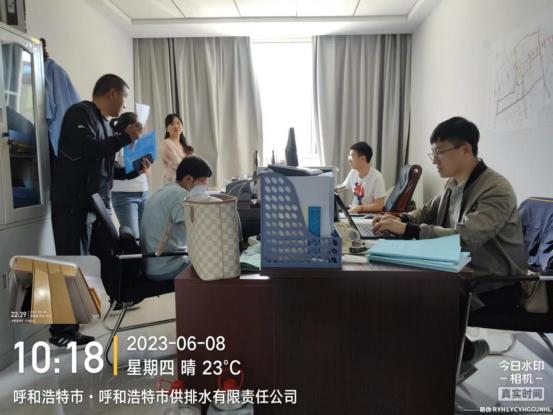 22:39
10:18
2023-06-08
星期四 晴 23°C
呼和浩特市·呼和浩特市供排水有限责任公司
今日水印
相机
真实时间